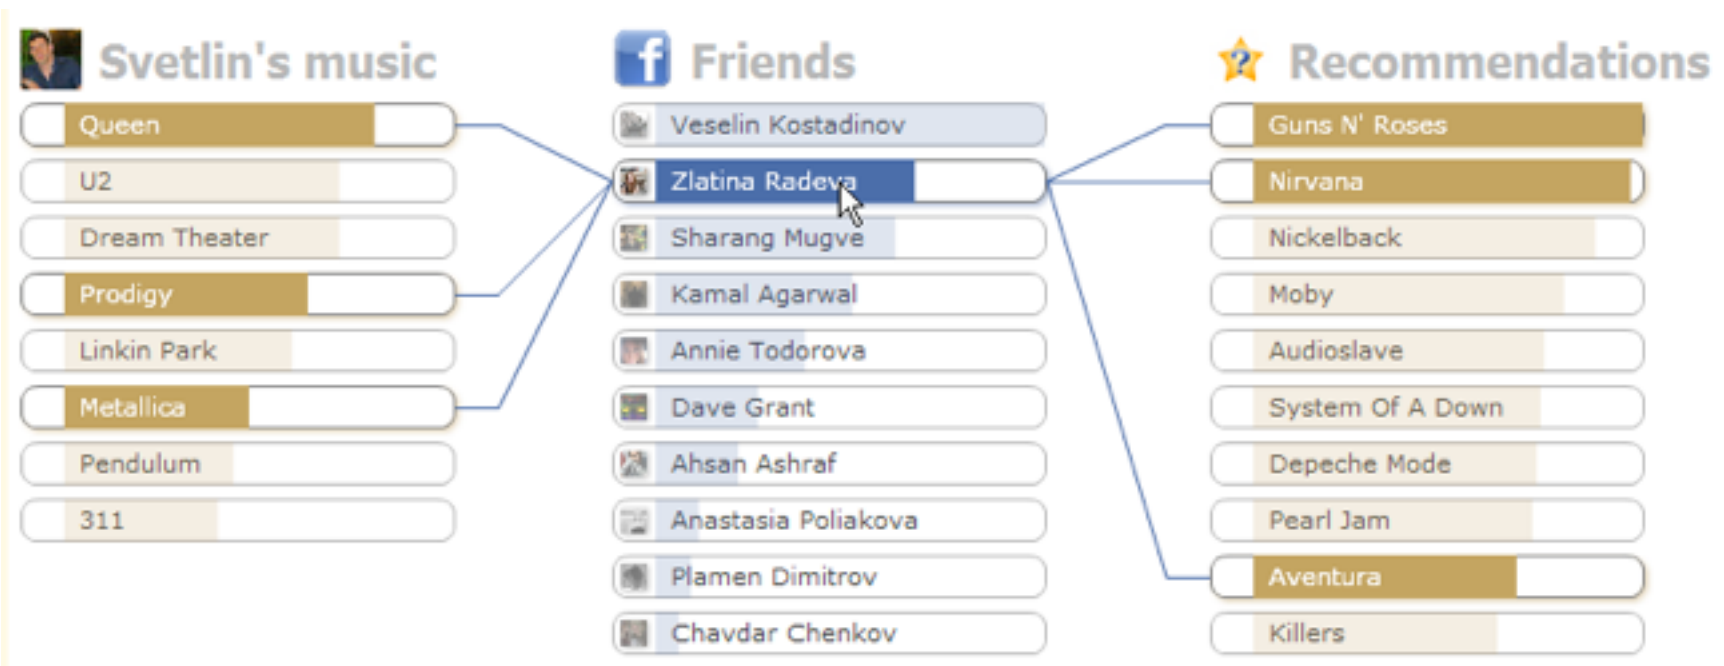 Svetlin's music
Queen
U2
Dream Theater
Prodigy
Linkin Park
Metallica
Pendulum
311
f Friends
Veselin Kostadinov
Zlatina Radeva
Sharang Mugve
Kamal Agarwal
Annie Todorova
Dave Grant
Ahsan Ashraf
Anastasia Poliakova
Plamen Dimitrov
Chavdar Chenkov
? Recommendations
Guns N' Roses
Nirvana
Nickelback
Moby
Audioslave
System Of A Down
Depeche Mode
Pearl Jam
Aventura
Killers